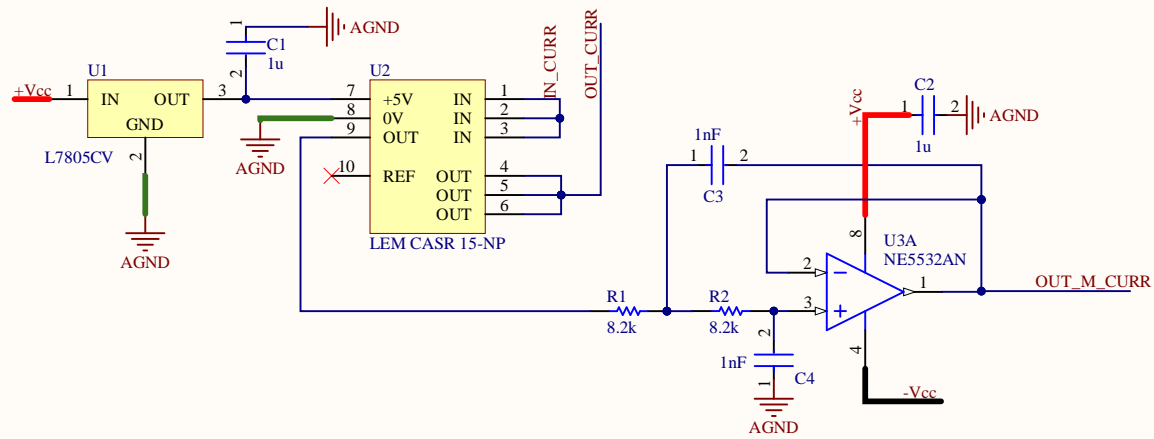 1
AGND
C1
1u
2
U1
+Vcc
1
IN
OUT
3
GND
L7805CV
2
AGND
U2
7
+5V
IN
1
8
0V
IN
2
9
OUT
IN
3
10
REF
OUT
4
OUT
5
OUT
6
LEM CASR 15-NP
AGND
IN_CURR
OUT_CURR
+Vcc
C2
1
2
AGND
1u
1nF
1
2
C3
8
U3A
NE5532AN
2
1
3
4
OUT_M_CURR
R1
8.2k
R2
8.2k
2
1nF
C4
1
AGND
-Vcc